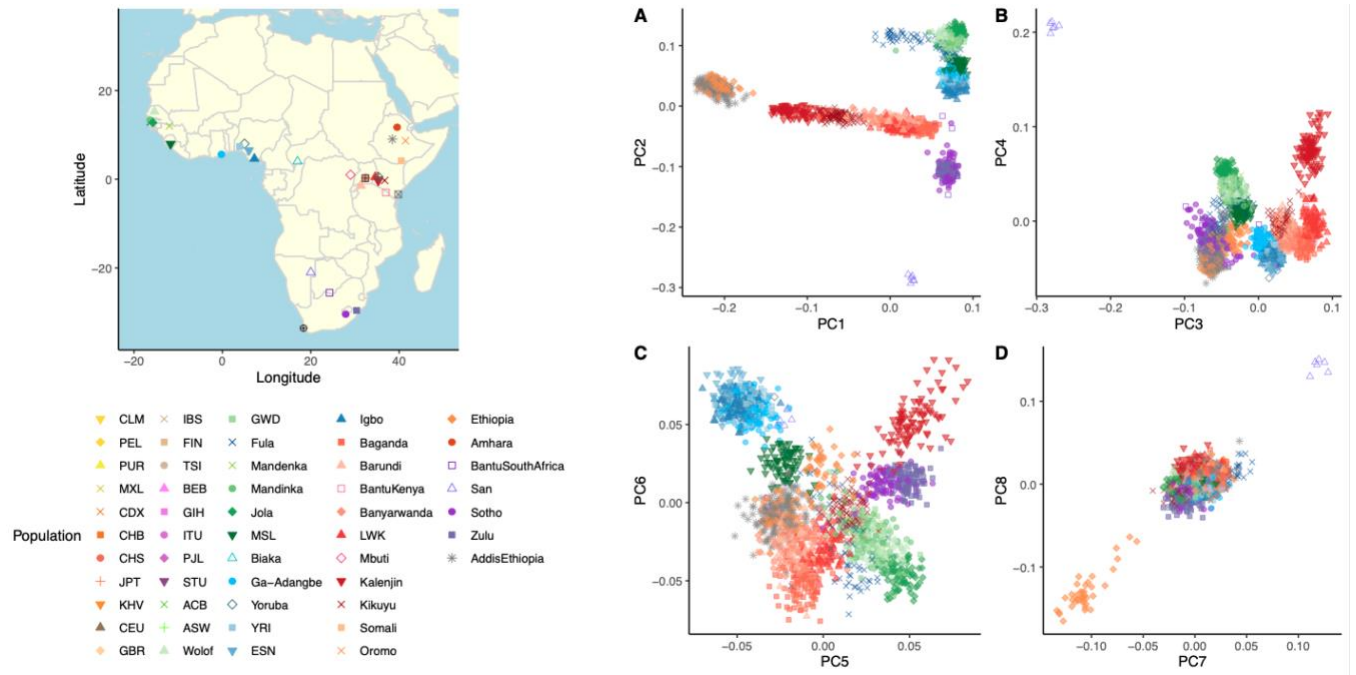 A
B
20
0
−20
Latitude
−20
0
20
40
Longitude
0.1
0.0
−0.1
−0.2
−0.3
PC2
−0.2
−0.1
0.0
0.1
PC1
0.2
0.1
0.0
PC4
−0.3
−0.2
−0.1
0.0
0.1
PC3
C
D
0.05
0.00
−0.05
PC6
−0.05
0.00
0.05
PC5
0.1
0.0
−0.1
PC8
−0.10
−0.05
0.00
0.05
0.10
PC7
Population
CLM
PEL
PUR
MXL
CDX
CHB
CHS
JPT
KHV
CEU
GBR
IBS
FIN
TSI
BEB
GIH
ITU
PJL
STU
ACB
ASW
Wolof
GWD
Fula
Mandenka
Mandinka
Jola
MSL
Biaka
Ga−Adangbe
Yoruba
YRI
ESN
Igbo
Baganda
Barundi
BantuKenya
Banyarwanda
LWK
Mbuti
Kalenjin
Kikuyu
Somali
Oromo
Ethiopia
Amhara
BantuSouthAfrica
San
Sotho
Zulu
AddisEthiopia